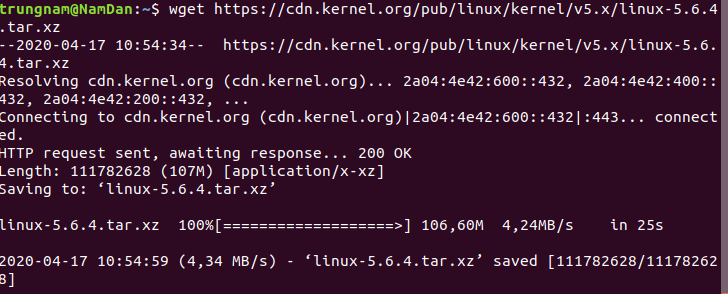 trungnam@NamDan:~$ wget https://cdn.kernel.org/pub/linux/kernel/v5.x/linux-5.6.4
.tar.xz
--2020-04-17 10:54:34--  https://cdn.kernel.org/pub/linux/kernel/v5.x/linux-5.6.
4.tar.xz
Resolving cdn.kernel.org (cdn.kernel.org)... 2a04:4e42:600::432, 2a04:4e42:400::
432, 2a04:4e42:200::432, ...
Connecting to cdn.kernel.org (cdn.kernel.org)|2a04:4e42:600::432|:443... connect
ed.
HTTP request sent, awaiting response... 200 OK
Length: 111782628 (107M) [application/x-xz]
Saving to: ‘linux-5.6.4.tar.xz’
linux-5.6.4.tar.xz  100%[===================>] 106,60M  4,24MB/s    in 25s
2020-04-17 10:54:59 (4,34 MB/s) - ‘linux-5.6.4.tar.xz’ saved [111782628/11178262
8]